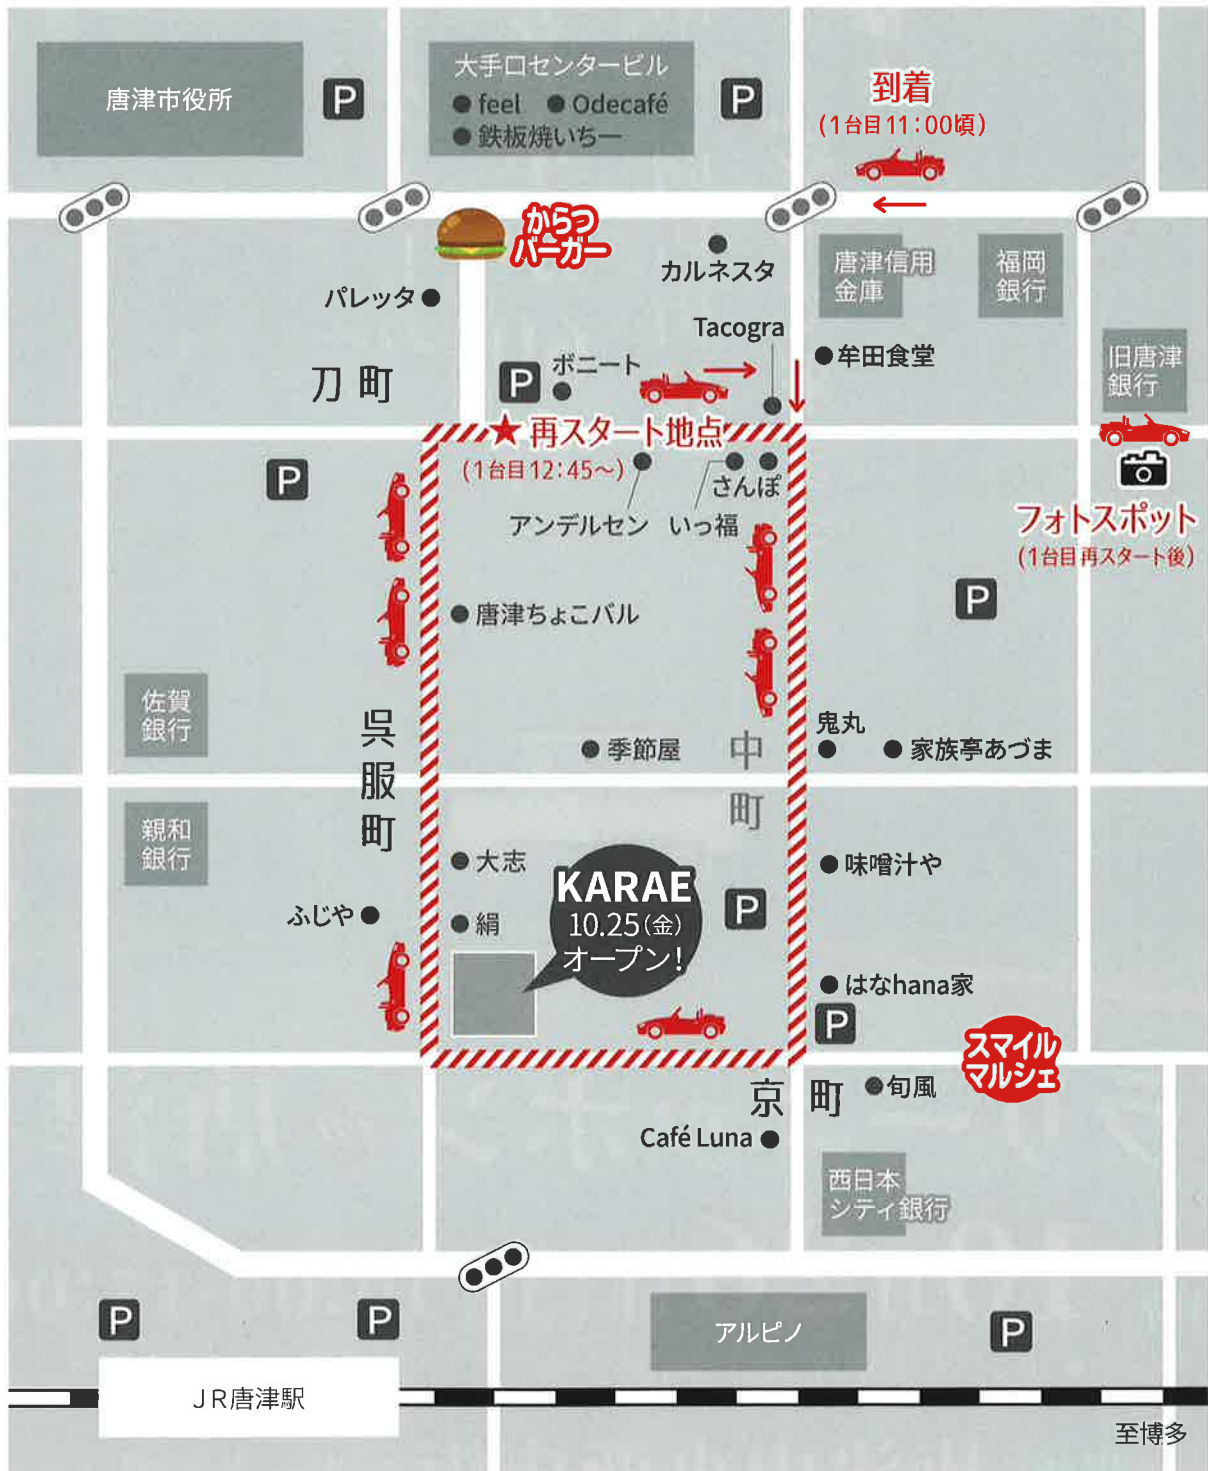 唐津市役所
P
大手口センタービル
● feel ● Odecafé
● 鉄板焼いちー
P
到着
(1台目11:00頃)
からつ
バーガー
カルネスタ
唐津信用
金庫
福岡
銀行
パレッタ
Tacogra
牟田食堂
旧唐津
銀行
刀町
P
ボニート
★再スタート地点
(1台目12:45〜)
P
さんぽ
アンデルセン
いっ福
フォトスポット
(1台目再スタート後)
P
唐津ちょこバル
佐賀
銀行
呉服町
季節屋
中町
鬼丸
家族亭あづま
親和
銀行
大志
KARAE
10.25(金)
オープン!
P
味噌汁や
ふじや
絹
はなhana家
P
スマイル
マルシェ
京町
旬風
Café Luna
西日本
シティ銀行
P
P
アルピノ
P
JR唐津駅
至博多